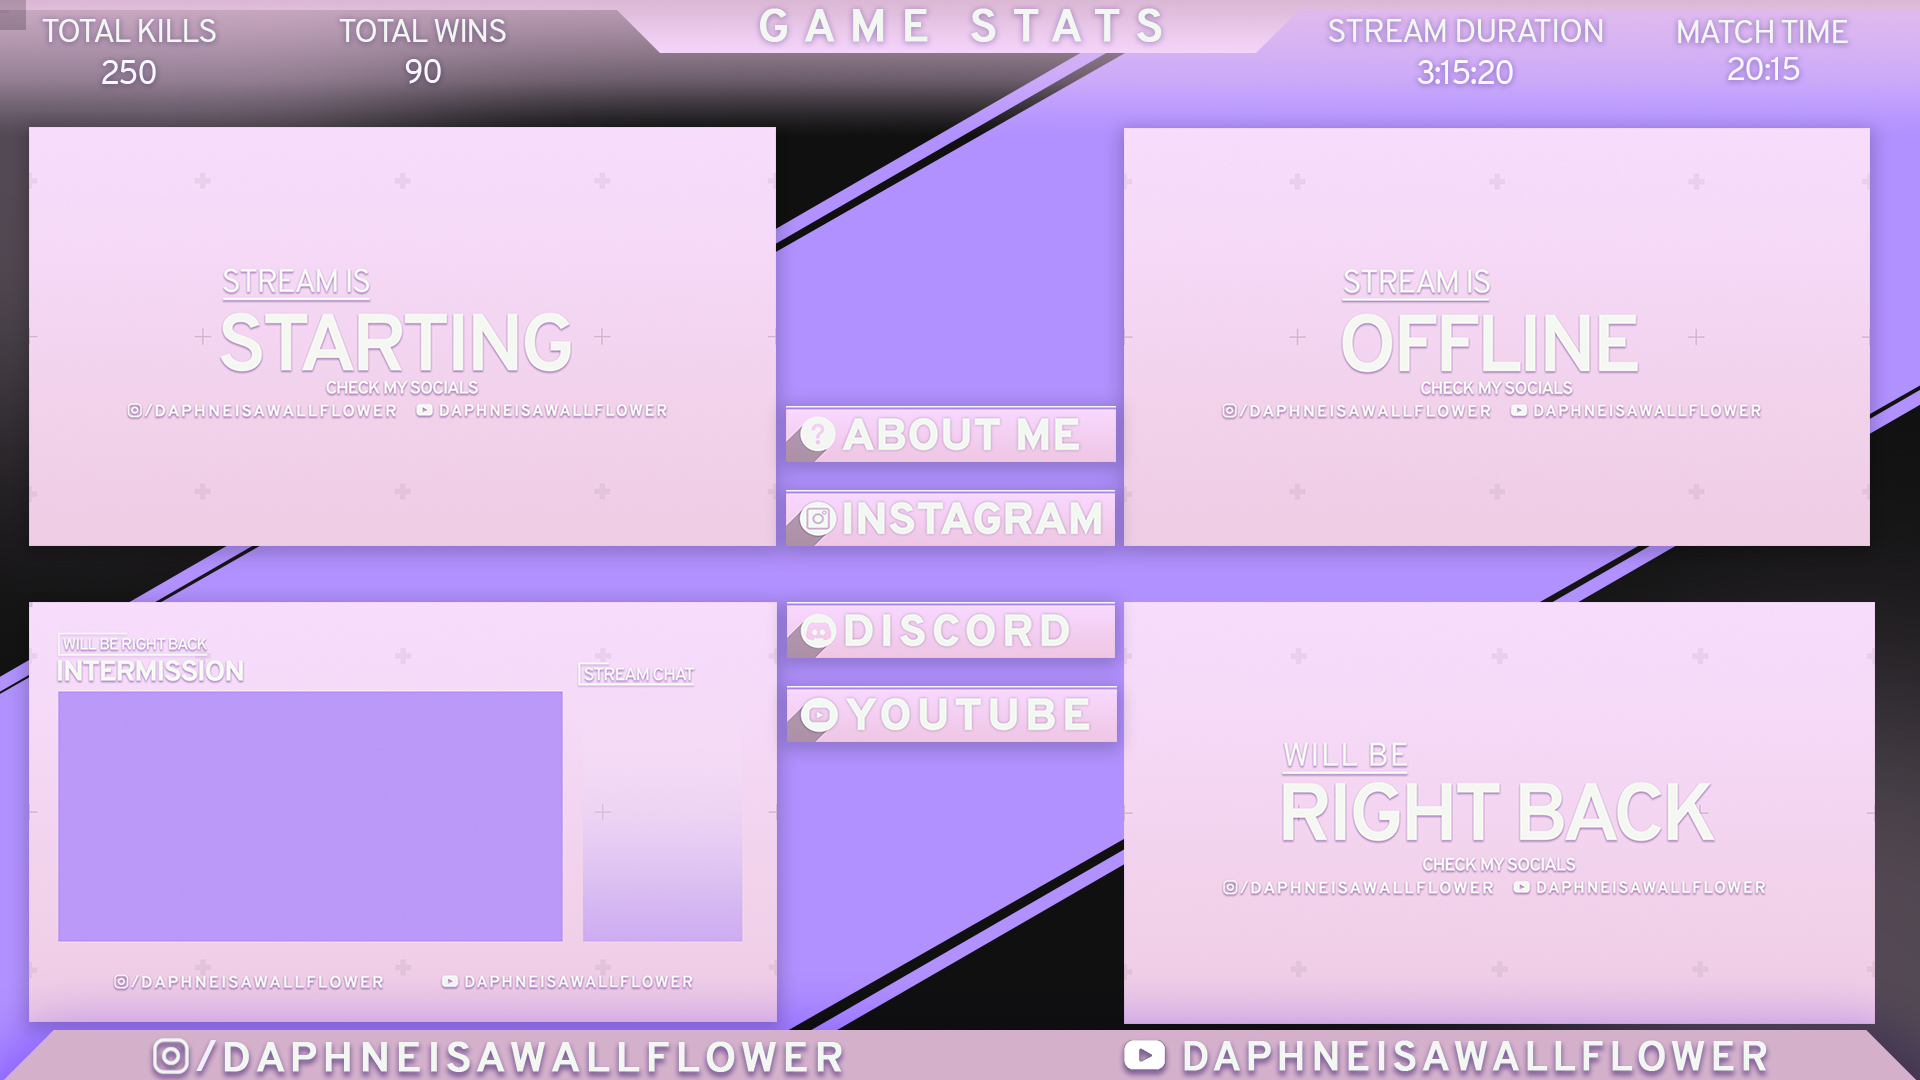 GAME STATS
TOTAL KILLS
250
TOTAL WINS
90
STREAM DURATION
3:15:20
MATCH TIME
20:15
STREAM IS
STARTING
CHECK MY SOCIALS
/DAPHNEISAWALLFLOWER DAPHNEISAWALLFLOWER
STREAM IS
OFFLINE
CHECK MY SOCIALS
/DAPHNEISAWALLFLOWER DAPHNEISAWALLFLOWER
? ABOUT ME
INSTAGRAM
DISCORD
YOUTUBE
WILL BE RIGHT BACK
INTERMISSION
STREAM CHAT
/DAPHNEISAWALLFLOWER DAPHNEISAWALLFLOWER
WILL BE
RIGHT BACK
CHECK MY SOCIALS
/DAPHNEISAWALLFLOWER DAPHNEISAWALLFLOWER
/DAPHNEISAWALLFLOWER DAPHNEISAWALLFLOWER